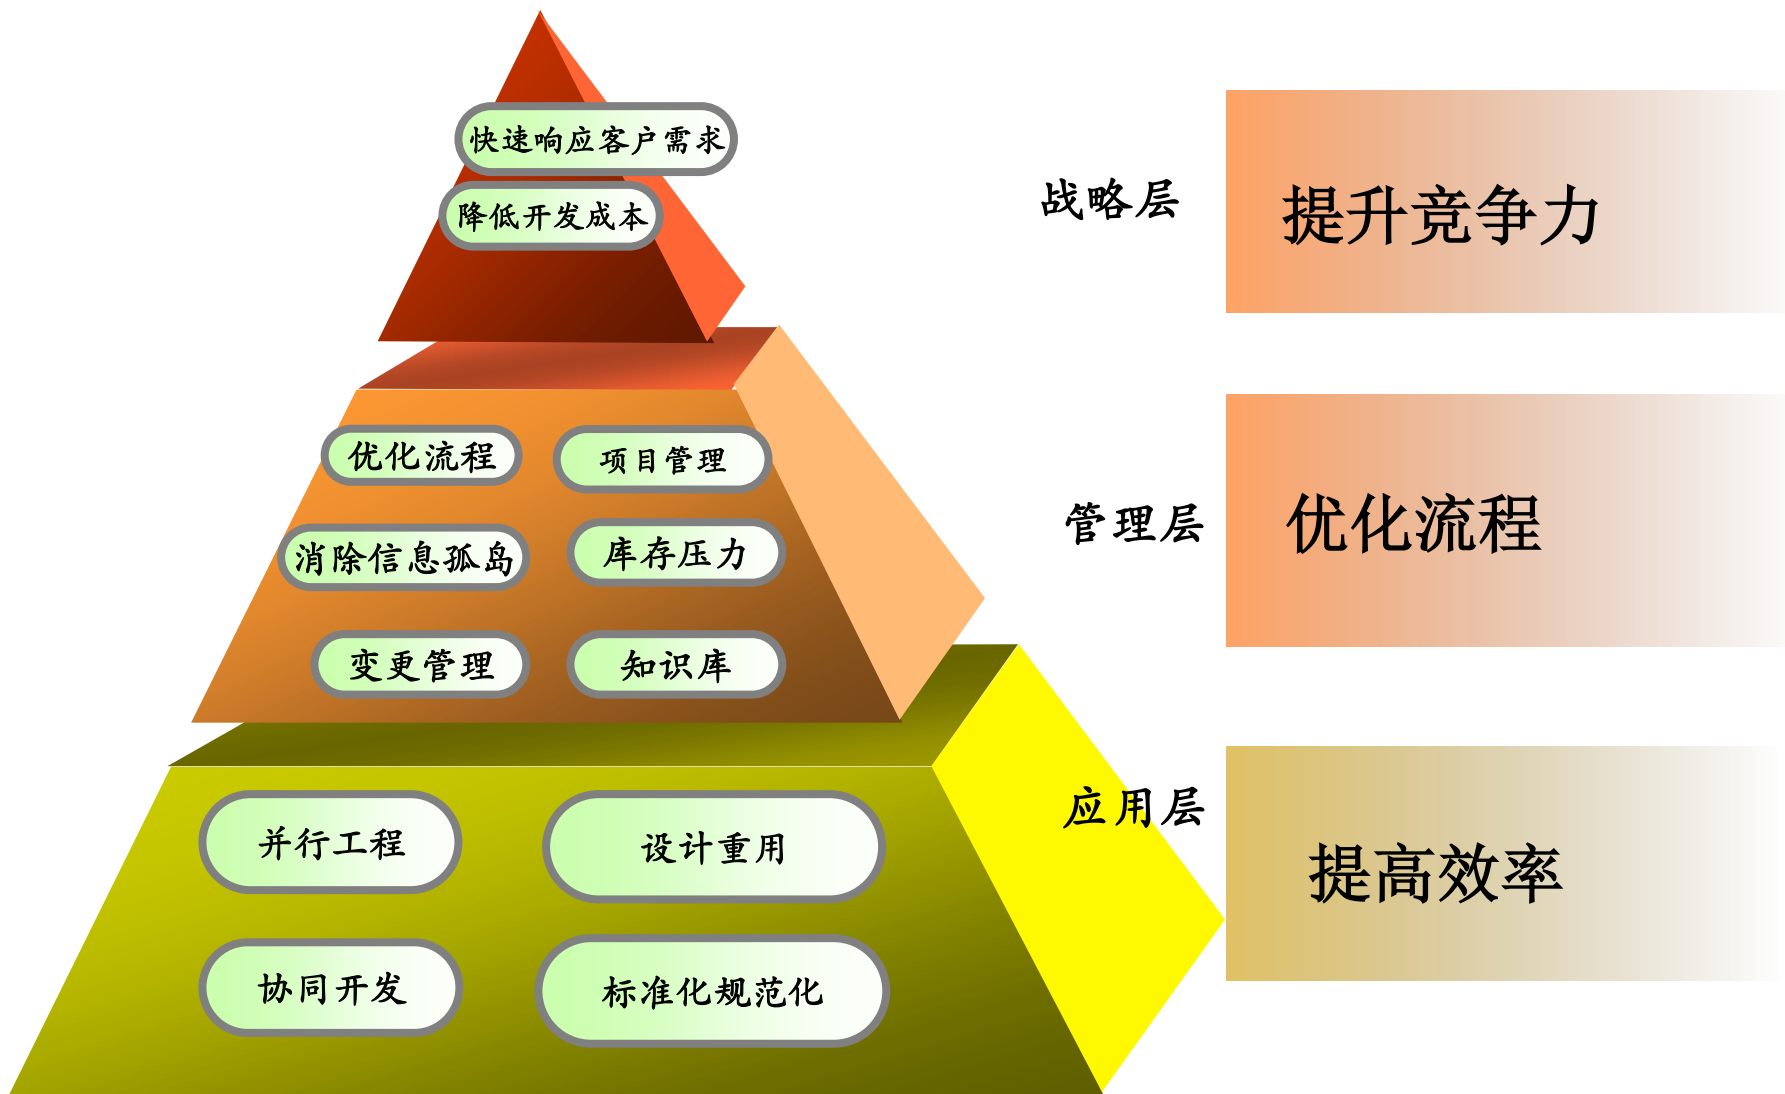 快速响应客户需求
降低开发成本
战略层
提升竞争力
优化流程
项目管理
消除信息孤岛
库存压力
变更管理
知识库
管理层
优化流程
并行工程
设计重用
协同开发
标准化规范化
应用层
提高效率